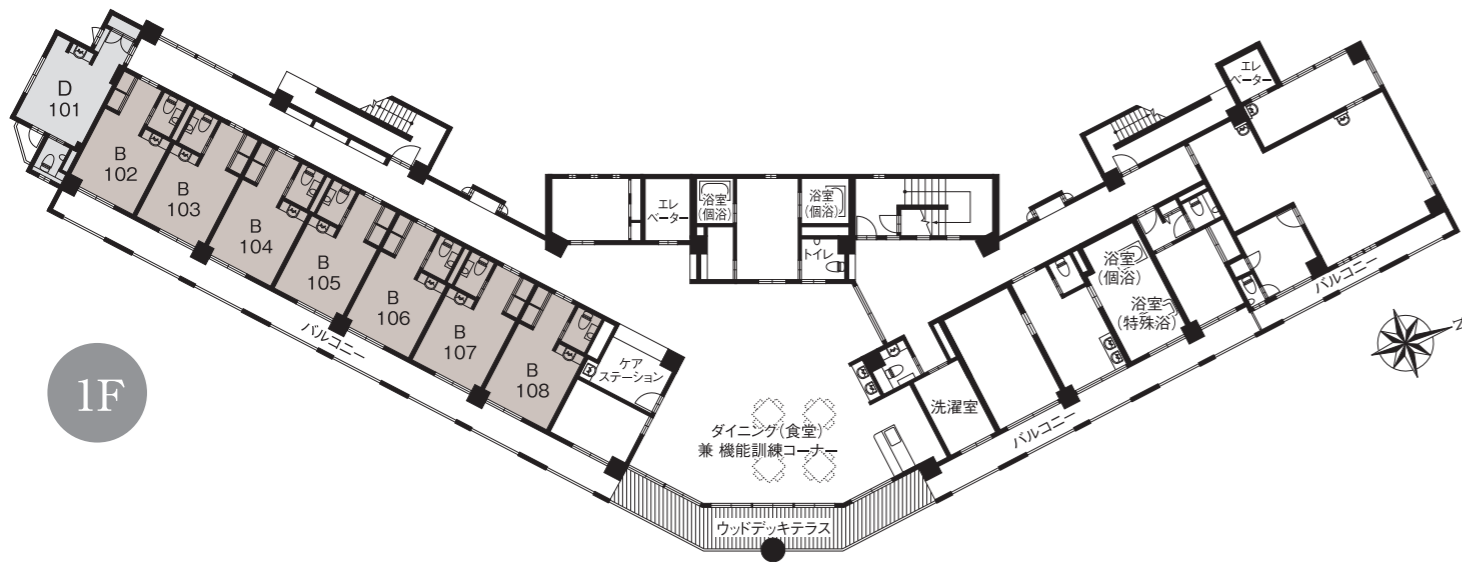 D
101
B
102
B
103
B
104
B
105
B
106
B
107
B
108
ケア
ステーション
バルコニー
1F
エレ
ベーター
浴室
(個浴)
浴室
(個浴)
トイレ
ダイニング(食堂)
兼 機能訓練コーナー
ウッドデッキテラス
洗濯室
浴室
(個浴)
浴室
(特殊浴)
エレ
ベーター
バルコニー
バルコニー
N